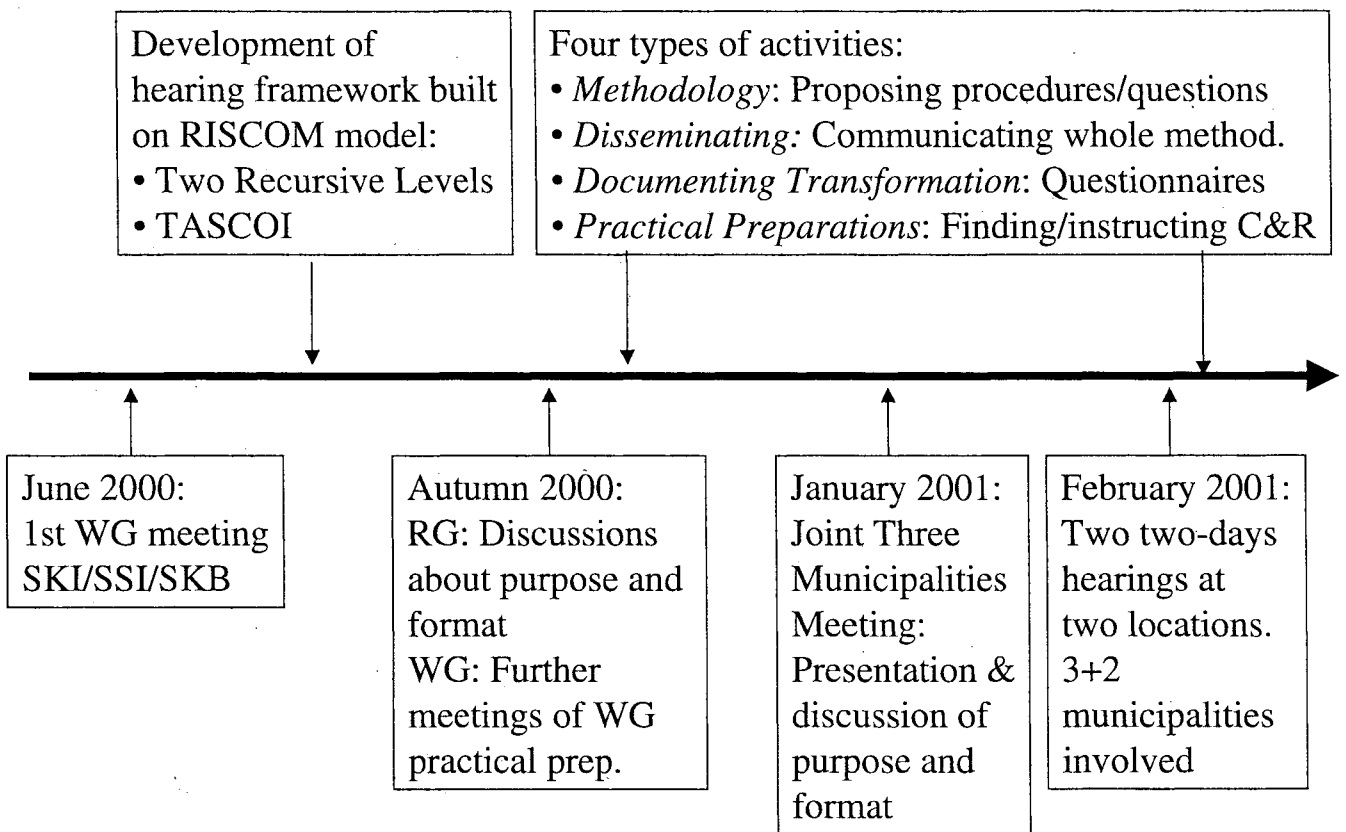 Development of
hearing framework built
on RISCOM model:
• Two Recursive Levels
• TASCOI
Four types of activities:
• Methodology: Proposing procedures/questions
• Disseminating: Communicating whole method.
• Documenting Transformation: Questionnaires
• Practical Preparations: Finding/instructing C&R
June 2000:
1st WG meeting
SKI/SSI/SKB
Autumn 2000:
RG: Discussions
about purpose and
format
WG: Further
meetings of WG
practical prep.
January 2001:
Joint Three
Municipalities
Meeting:
Presentation &
discussion of
purpose and
format
February 2001:
Two two-days
hearings at
two locations.
3+2
municipalities
involved